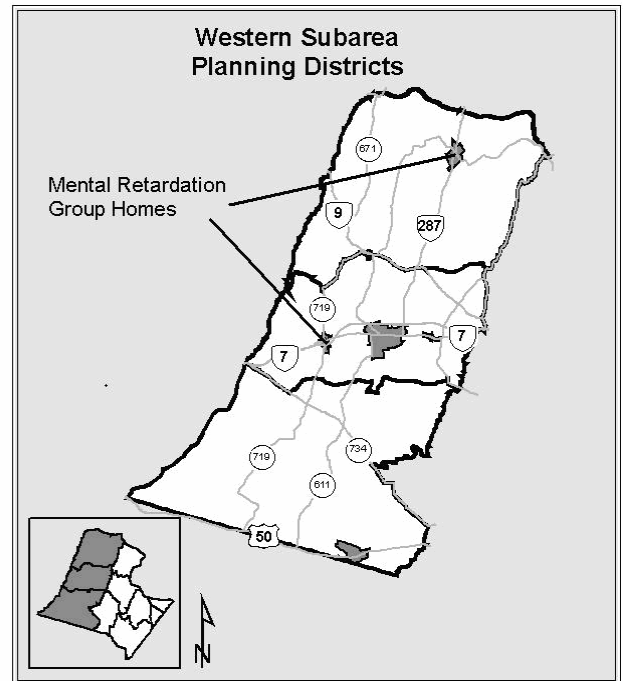 Western Subarea
Planning Districts
671
Mental Retardation
Group Homes
9
287
719
7
7
734
719
611
50
N